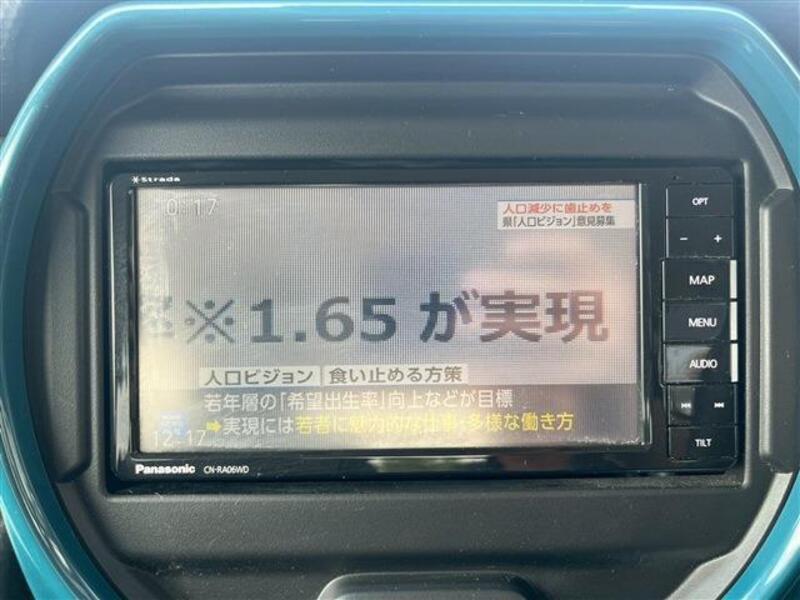 Strada
0:17
人口減少に歯止めを
県「人口ビジョン」意見募集
※1.65 が実現
人口ビジョン 食い止める方策
若年層の「希望出生率」向上などが目標
➡実現には若者に魅力的な仕事・多様な働き方
12:17
Panasonic CN-RA06WD
OPT
− +
MAP
MENU
AUDIO
TILT